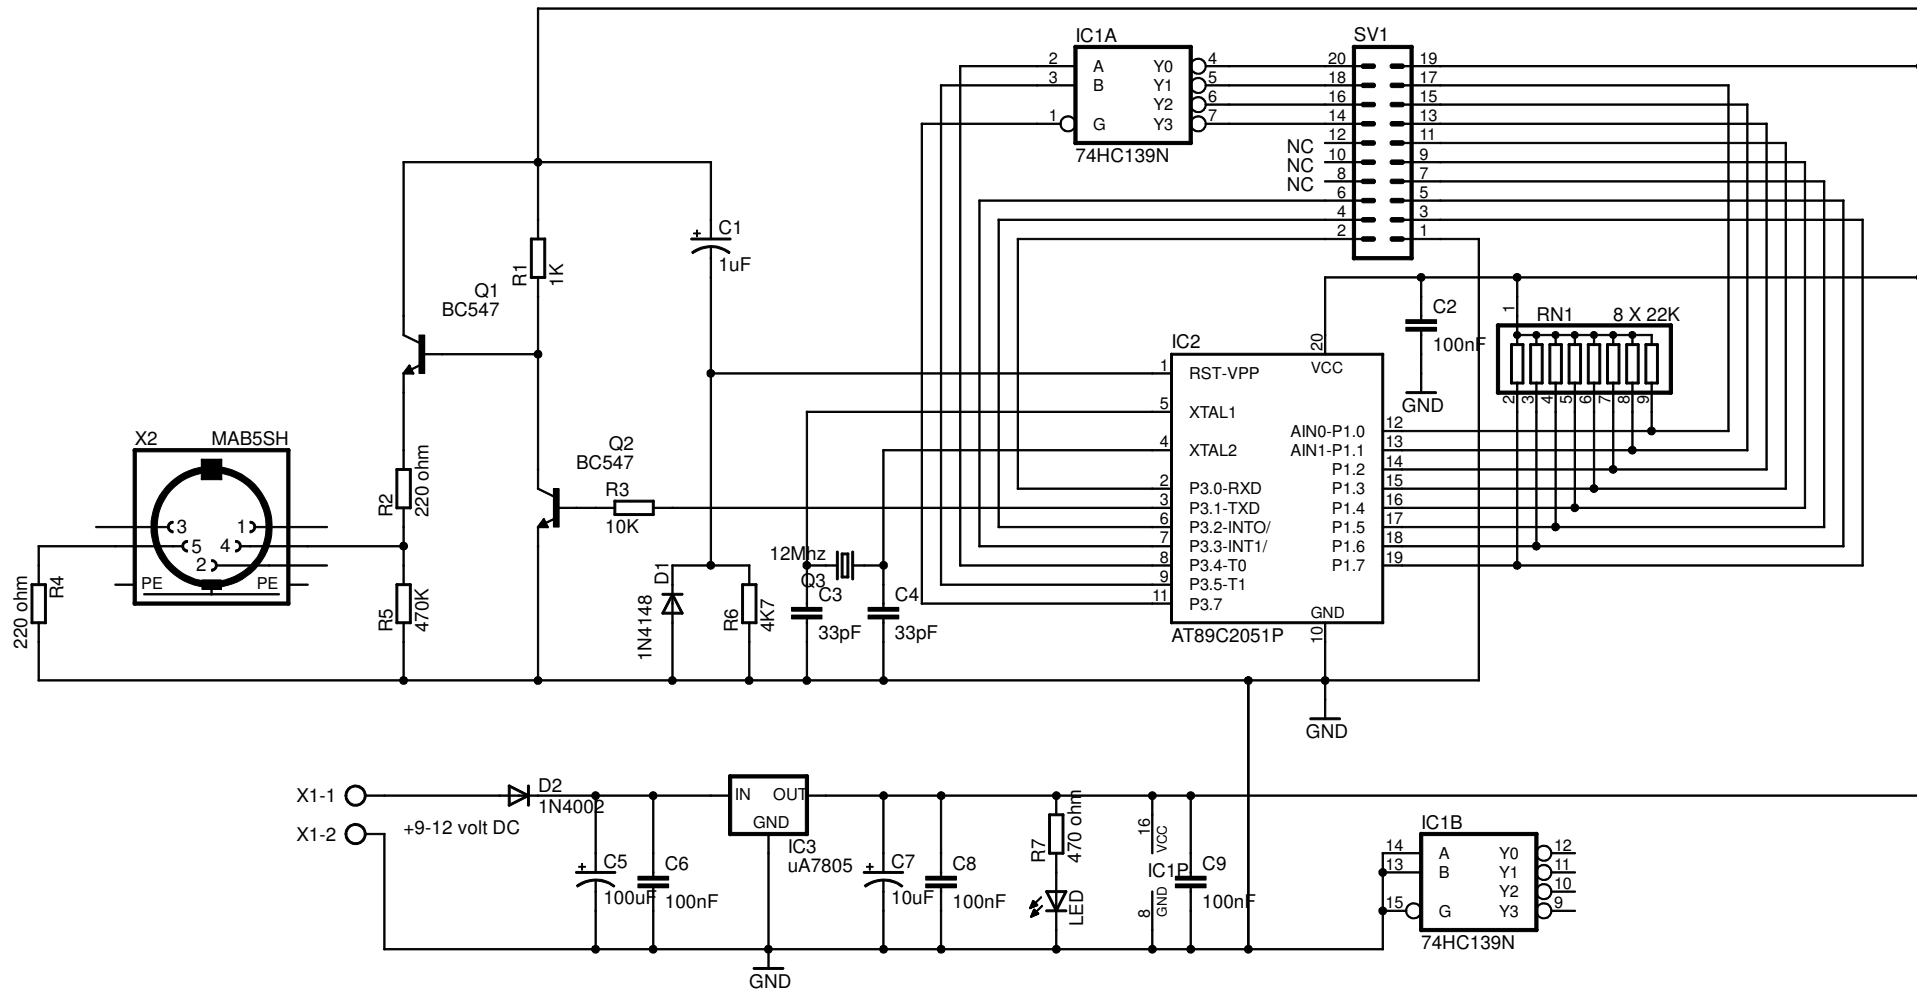 IC1A
2 A Y0 4
3 B Y1 5
Y2 6
1 G Y3 7
74HC139N
SV1
20 19
18 17
16 15
14 13
NC 12 11
NC 10 9
NC 8 7
6 5
4 3
2 1
+ C1
1uF
R1
1K
Q1
BC547
C2
100nF
GND
1 RN1 8 X 22K
2 3 4 5 6 7 8 9
IC2
20
VCC
1 RST-VPP
5 XTAL1
4 XTAL2
2 P3.0-RXD
3 P3.1-TXD
6 P3.2-INTO/
7 P3.3-INT1/
8 P3.4-T0
9 P3.5-T1
11 P3.7
AIN0-P1.0 12
AIN1-P1.1 13
P1.2 14
P1.3 15
P1.4 16
P1.5 17
P1.6 18
P1.7 19
GND
10
AT89C2051P
GND
X2 MAB5SH
3 1
5 4
2
PE PE
R2
220 ohm
Q2
BC547
R3
10K
R4
220 ohm
R5
470K
D1
1N4148
R6
4K7
12Mhz
Q3
C3
33pF
C4
33pF
X1-1
X1-2
+9-12 volt DC
D2
1N4002
IN OUT
GND
IC3
uA7805
+ C5
100uF
C6
100nF
GND
+ C7
10uF
C8
100nF
R7
470 ohm
LED
16
VCC
IC1P
8
GND
C9
100nF
IC1B
14 A Y0 12
13 B Y1 11
Y2 10
15 G Y3 9
74HC139N